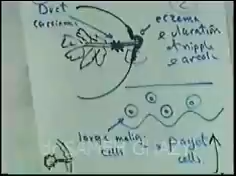 Duct
carcinoma
eczema
& ulceration
of nipple
& areola
large malig.
cells
Paget
cells.